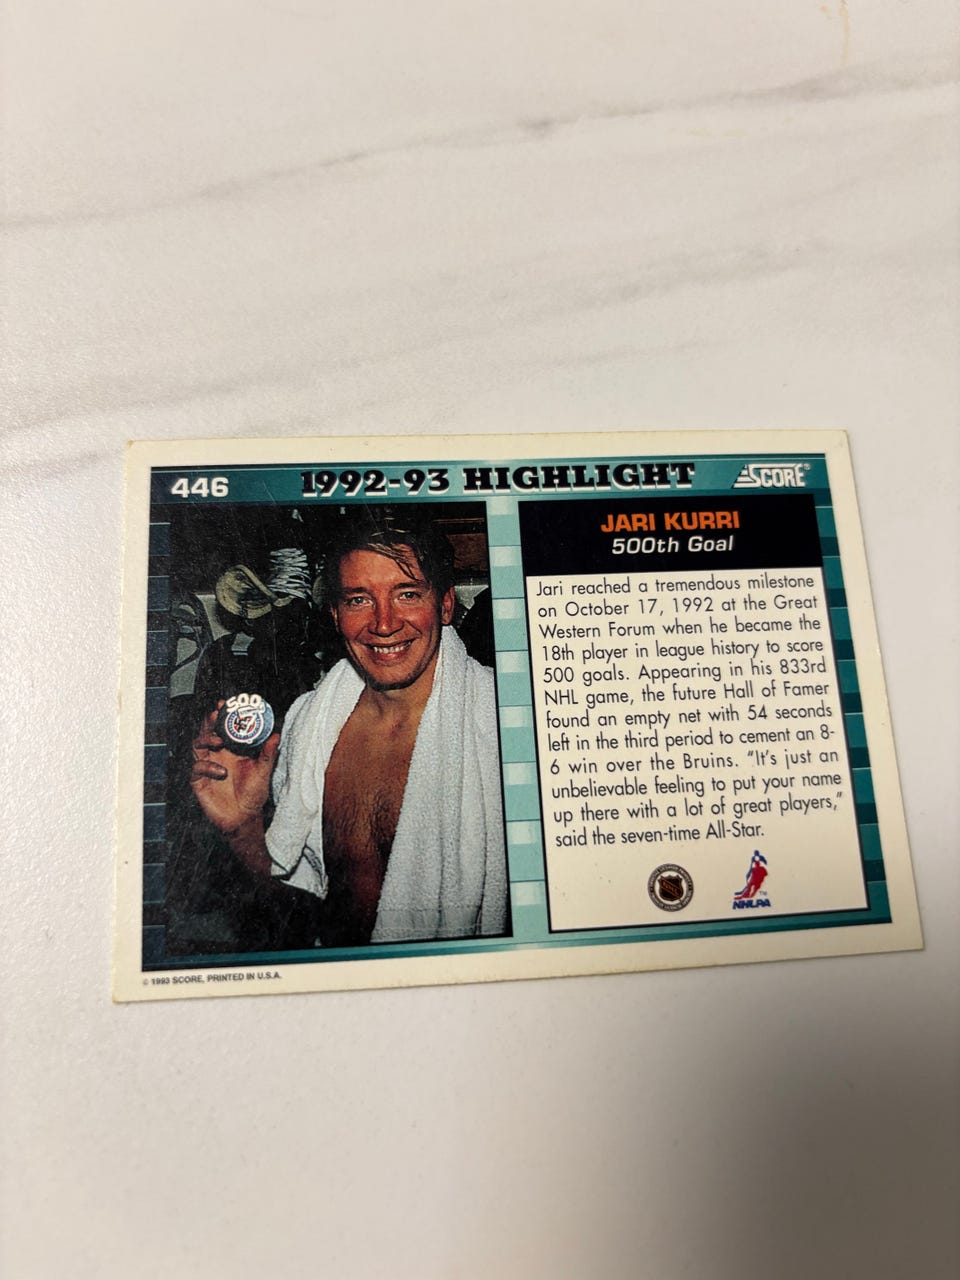 446
1992-93 HIGHLIGHT
SCORE®
JARI KURRI
500th Goal
Jari reached a tremendous milestone
on October 17, 1992 at the Great
Western Forum when he became the
18th player in league history to score
500 goals. Appearing in his 833rd
NHL game, the future Hall of Famer
found an empty net with 54 seconds
left in the third period to cement an 8-
6 win over the Bruins. "It's just an
unbelievable feeling to put your name
up there with a lot of great players,"
said the seven-time All-Star.
500
NHL
NHLPA
TM
© 1993 SCORE, PRINTED IN U.S.A.